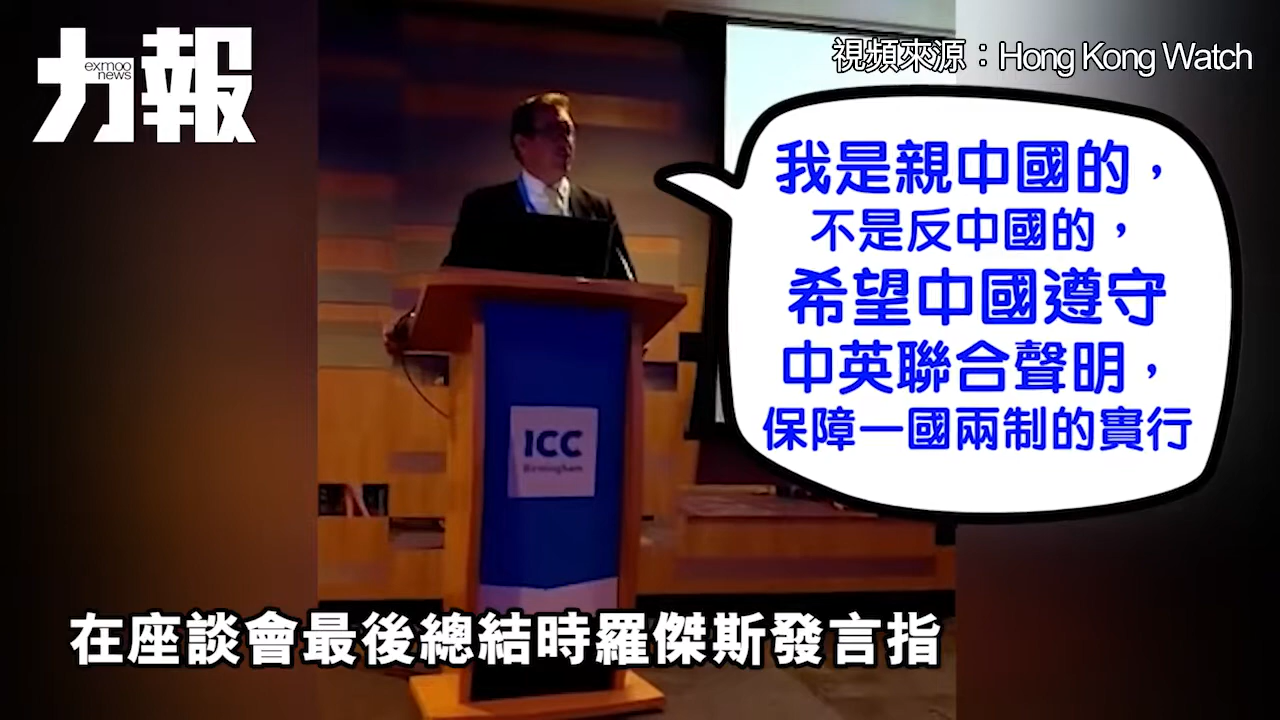 力報
exmoo
news
視頻來源：Hong Kong Watch
我是親中國的，
不是反中國的，
希望中國遵守
中英聯合聲明，
保障一國兩制的實行
ICC
Birmingham
在座談會最後總結時羅傑斯發言指